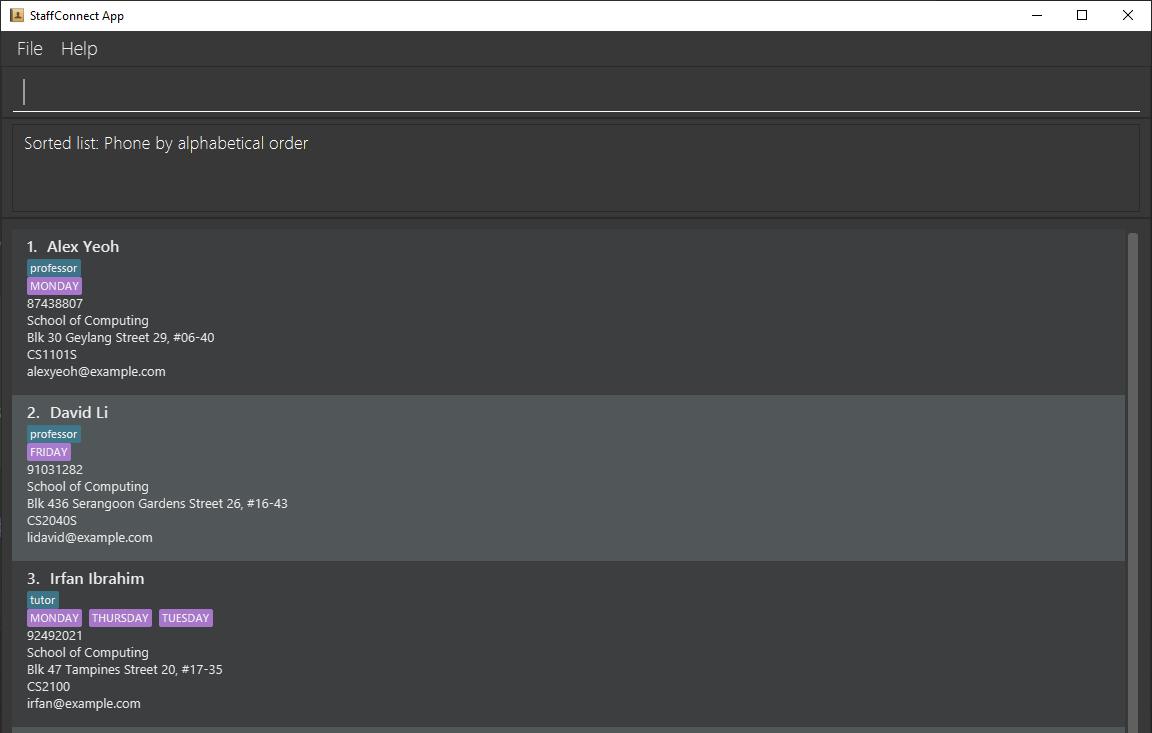 StaffConnect App
File Help
Sorted list: Phone by alphabetical order
1. Alex Yeoh
professor
MONDAY
87438807
School of Computing
Blk 30 Geylang Street 29, #06-40
CS1101S
alexyeoh@example.com
2. David Li
professor
FRIDAY
91031282
School of Computing
Blk 436 Serangoon Gardens Street 26, #16-43
CS2040S
lidavid@example.com
3. Irfan Ibrahim
tutor
MONDAY THURSDAY TUESDAY
92492021
School of Computing
Blk 47 Tampines Street 20, #17-35
CS2100
irfan@example.com